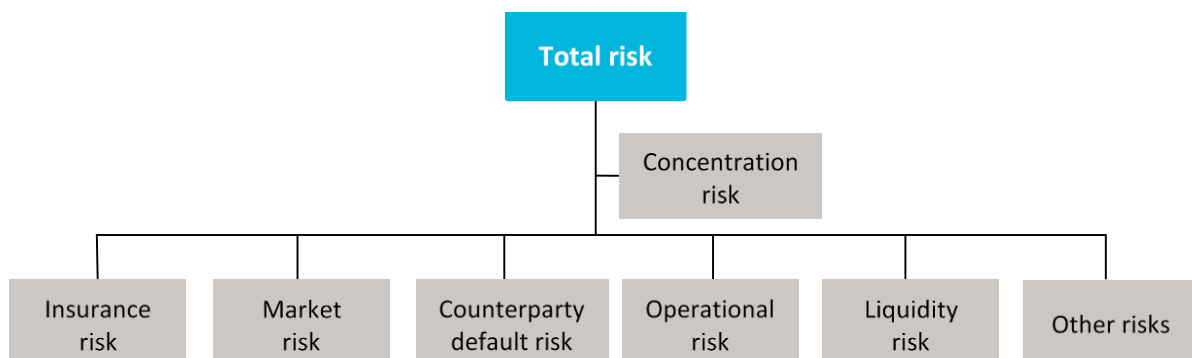 Total risk
Concentration
risk
Insurance
risk
Market
risk
Counterparty
default risk
Operational
risk
Liquidity
risk
Other risks